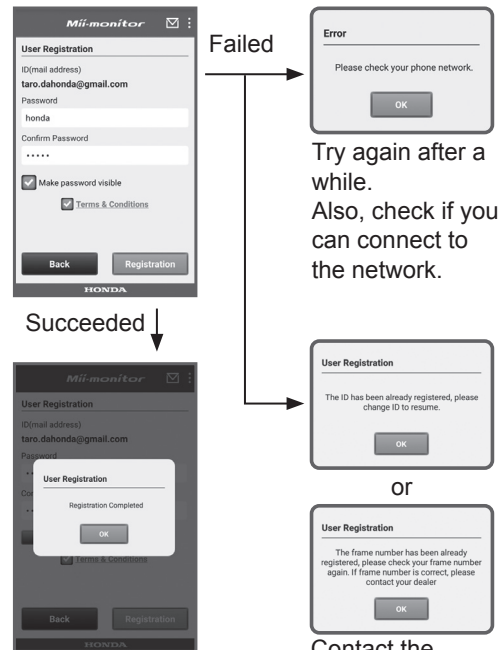 Mii-monitor
User Registration
ID(mail address)
taro.dahonda@gmail.com
Password
honda
Confirm Password
•••••
Make password visible
Terms & Conditions
Back
Registration
HONDA
Failed
Error
Please check your phone network.
OK
Try again after a
while.
Also, check if you
can connect to
the network.
Succeeded
Mii-monitor
User Registration
ID(mail address)
taro.dahonda@gmail.com
Password
User Registration
Registration Completed
OK
Terms & Conditions
Back
Registration
HONDA
User Registration
The ID has been already registered, please
change ID to resume.
OK
or
User Registration
The frame number has been already
registered, please check your frame number
again. If frame number is correct, please
contact your dealer
OK
Contact the